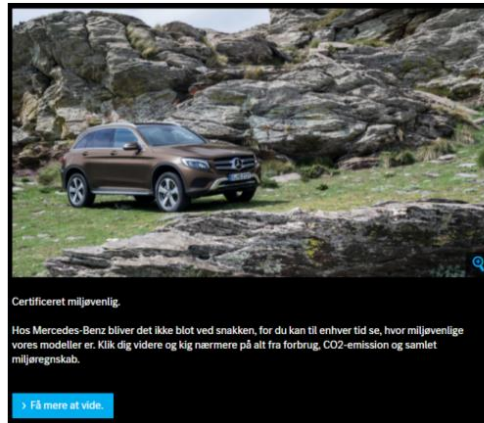 Certificeret miljøvenlig.
Hos Mercedes-Benz bliver det ikke blot ved snakken, for du kan til enhver tid se, hvor miljøvenlige
vores modeller er. Klik dig videre og kig nærmere på alt fra forbrug, CO2-emission og samlet
miljøregnskab.
› Få mere at vide.